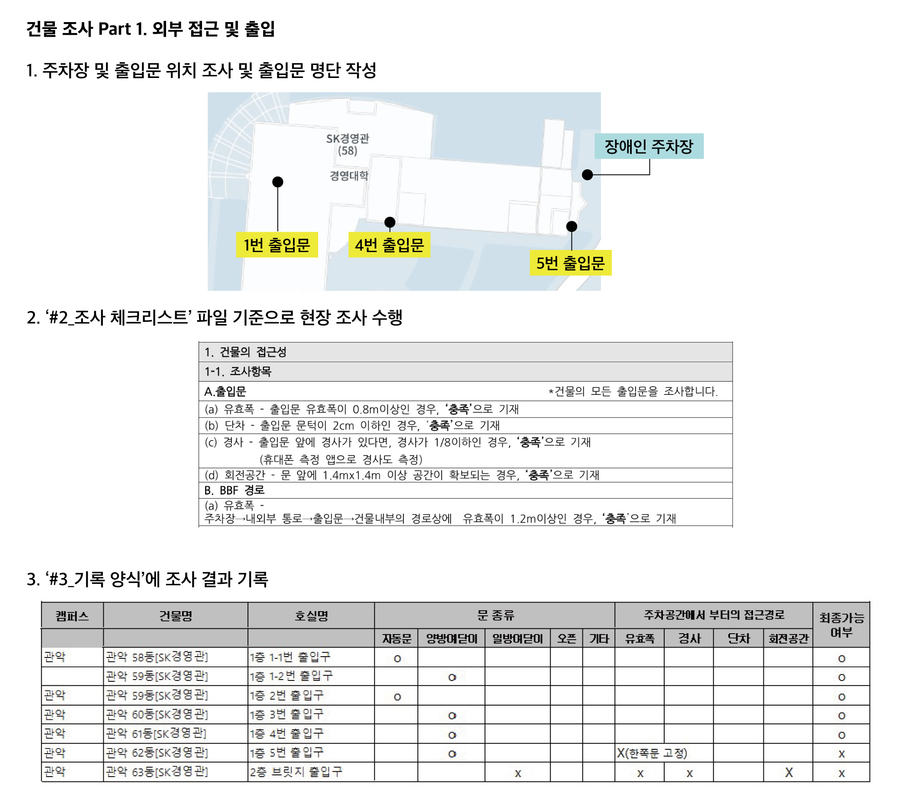 건물 조사 Part 1. 외부 접근 및 출입
1. 주차장 및 출입문 위치 조사 및 출입문 명단 작성
SK경영관
(58)
경영대학
장애인 주차장
1번 출입문
4번 출입문
5번 출입문
2. ‘#2_조사 체크리스트’ 파일 기준으로 현장 조사 수행
1. 건물의 접근성
1-1. 조사항목
A.출입문 *건물의 모든 출입문을 조사합니다.
(a) 유효폭 - 출입문 유효폭이 0.8m이상인 경우, ‘충족’으로 기재
(b) 단차 - 출입문 문턱이 2cm 이하인 경우, ‘충족’으로 기재
(c) 경사 - 출입문 앞에 경사가 있다면, 경사가 1/8이하인 경우, ‘충족’으로 기재
(휴대폰 측정 앱으로 경사도 측정)
(d) 회전공간 - 문 앞에 1.4mx1.4m 이상 공간이 확보되는 경우, ‘충족’으로 기재
B. BBF 경로
(a) 유효폭 -
주차장→내외부 통로→출입문→건물내부의 경로상에 유효폭이 1.2m이상인 경우, ‘충족’으로 기재
3. ‘#3_기록 양식’에 조사 결과 기록
캠퍼스 건물명 호실명 문 종류 주차공간에서 부터의 접근경로 최종가능
여부
자동문 양방여닫이 일방여닫이 오픈 기타 유효폭 경사 단차 회전공간
관악 관악 58동[SK경영관] 1층 1-1번 출입구 o o
관악 59동[SK경영관] 1층 1-2번 출입구 o o
관악 관악 59동[SK경영관] 1층 2번 출입구 o o
관악 관악 60동[SK경영관] 1층 3번 출입구 o o
관악 관악 61동[SK경영관] 1층 4번 출입구 o o
관악 관악 62동[SK경영관] 1층 5번 출입구 o X(한쪽문 고정) x
관악 관악 63동[SK경영관] 2층 브릿지 출입구 x x x X x